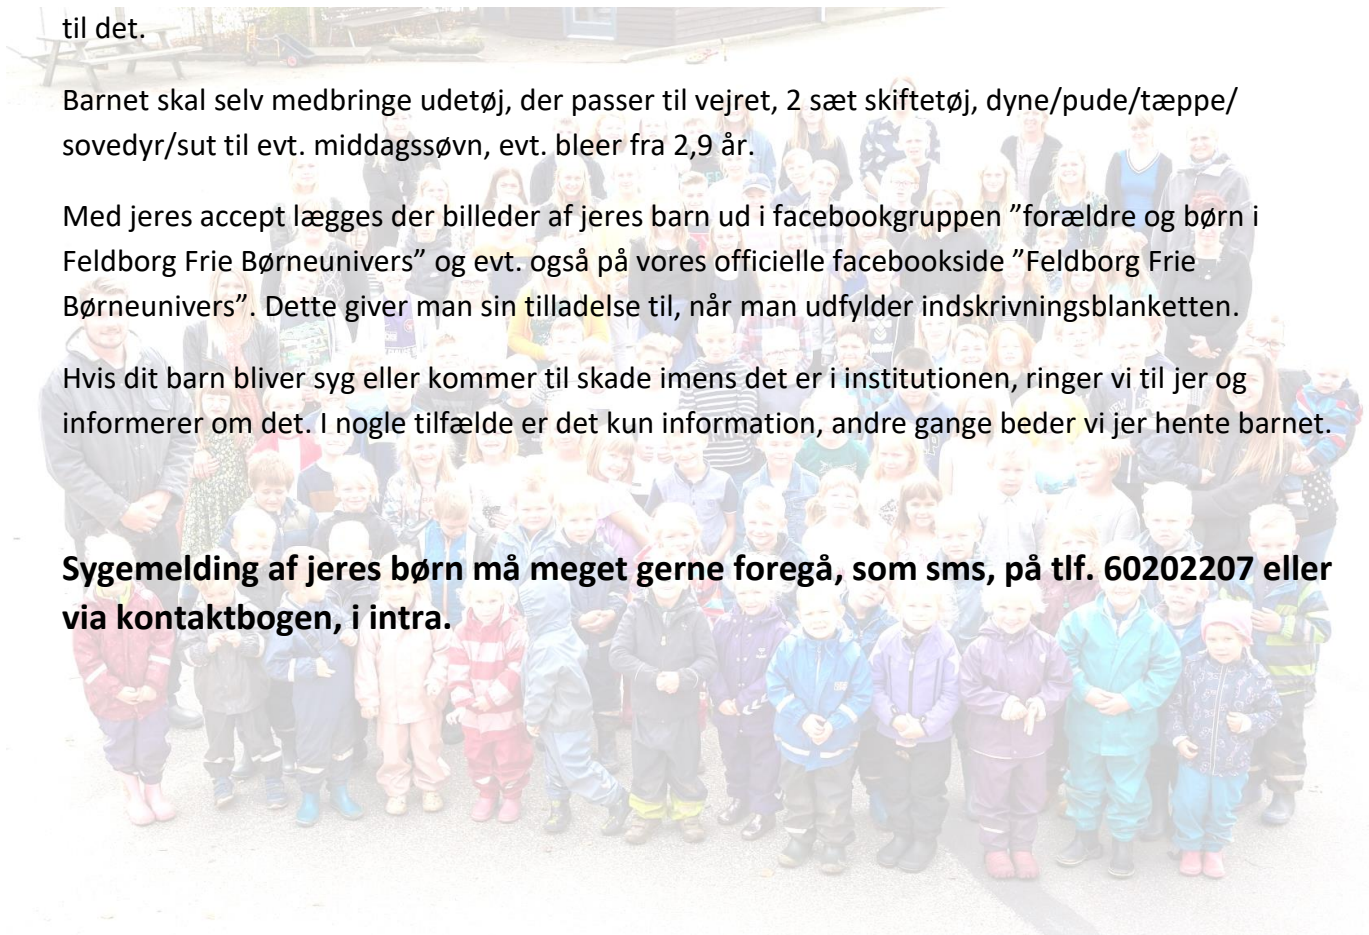 til det.
Barnet skal selv medbringe udetøj, der passer til vejret, 2 sæt skiftetøj, dyne/pude/tæppe/
sovedyr/sut til evt. middagssøvn, evt. bleer fra 2,9 år.
Med jeres accept lægges der billeder af jeres barn ud i facebookgruppen ”forældre og børn i
Feldborg Frie Børneunivers” og evt. også på vores officielle facebookside ”Feldborg Frie
Børneunivers”. Dette giver man sin tilladelse til, når man udfylder indskrivningsblanketten.
Hvis dit barn bliver syg eller kommer til skade imens det er i institutionen, ringer vi til jer og
informerer om det. I nogle tilfælde er det kun information, andre gange beder vi jer hente barnet.
Sygemelding af jeres børn må meget gerne foregå, som sms, på tlf. 60202207 eller
via kontaktbogen, i intra.